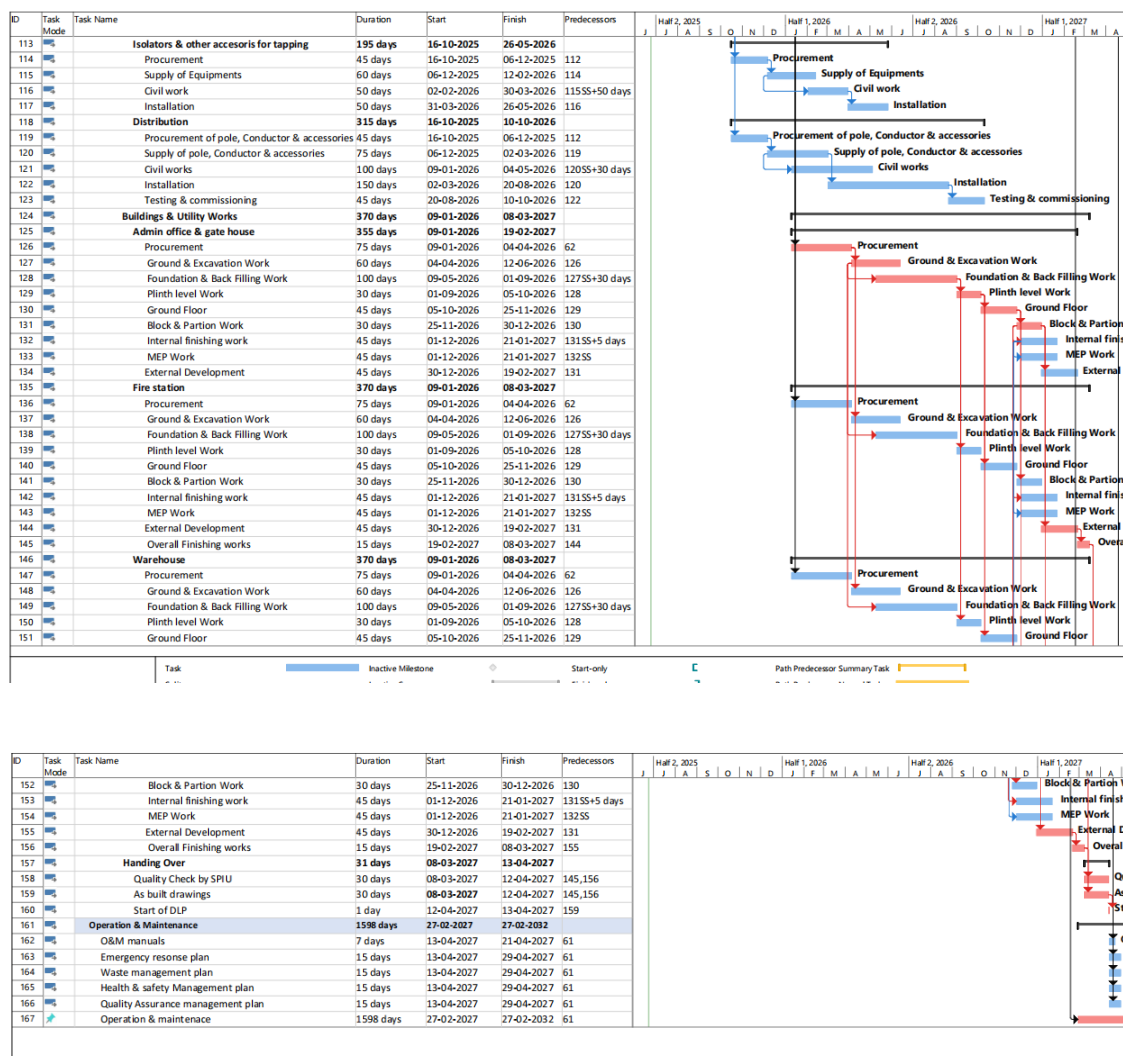 ID Task Mode Task Name Duration Start Finish Predecessors Half 2, 2025 Half 1, 2026 Half 2, 2026 Half 1, 2027
J J A S O N D J F M A M J J A S O N D J F M A
113 Isolators & other accesoris for tapping 195 days 16-10-2025 26-05-2026
114 Procurement 45 days 16-10-2025 06-12-2025 112 Procurement
115 Supply of Equipments 60 days 06-12-2025 12-02-2026 114 Supply of Equipments
116 Civil work 50 days 02-02-2026 30-03-2026 115SS+50 days Civil work
117 Installation 50 days 31-03-2026 26-05-2026 116 Installation
118 Distribution 315 days 16-10-2025 10-10-2026
119 Procurement of pole, Conductor & accessories 45 days 16-10-2025 06-12-2025 112 Procurement of pole, Conductor & accessories
120 Supply of pole, Conductor & accessories 75 days 06-12-2025 02-03-2026 119 Supply of pole, Conductor & accessories
121 Civil works 100 days 09-01-2026 04-05-2026 120SS+30 days Civil works
122 Installation 150 days 02-03-2026 20-08-2026 120 Installation
123 Testing & commissioning 45 days 20-08-2026 10-10-2026 122 Testing & commissioning
124 Buildings & Utility Works 370 days 09-01-2026 08-03-2027
125 Admin office & gate house 355 days 09-01-2026 19-02-2027
126 Procurement 75 days 09-01-2026 04-04-2026 62 Procurement
127 Ground & Excavation Work 60 days 04-04-2026 12-06-2026 126 Ground & Excavation Work
128 Foundation & Back Filling Work 100 days 09-05-2026 01-09-2026 127SS+30 days Foundation & Back Filling Work
129 Plinth level Work 30 days 01-09-2026 05-10-2026 128 Plinth level Work
130 Ground Floor 45 days 05-10-2026 25-11-2026 129 Ground Floor
131 Block & Partion Work 30 days 25-11-2026 30-12-2026 130 Block & Partion
132 Internal finishing work 45 days 01-12-2026 21-01-2027 131SS+5 days Internal finis
133 MEP Work 45 days 01-12-2026 21-01-2027 132SS MEP Work
134 External Development 45 days 30-12-2026 19-02-2027 131 External
135 Fire station 370 days 09-01-2026 08-03-2027
136 Procurement 75 days 09-01-2026 04-04-2026 62 Procurement
137 Ground & Excavation Work 60 days 04-04-2026 12-06-2026 126 Ground & Excavation Work
138 Foundation & Back Filling Work 100 days 09-05-2026 01-09-2026 127SS+30 days Foundation & Back Filling Work
139 Plinth level Work 30 days 01-09-2026 05-10-2026 128 Plinth level Work
140 Ground Floor 45 days 05-10-2026 25-11-2026 129 Ground Floor
141 Block & Partion Work 30 days 25-11-2026 30-12-2026 130 Block & Partion
142 Internal finishing work 45 days 01-12-2026 21-01-2027 131SS+5 days Internal finis
143 MEP Work 45 days 01-12-2026 21-01-2027 132SS MEP Work
144 External Development 45 days 30-12-2026 19-02-2027 131 External
145 Overall Finishing works 15 days 19-02-2027 08-03-2027 144 Overa
146 Warehouse 370 days 09-01-2026 08-03-2027
147 Procurement 75 days 09-01-2026 04-04-2026 62 Procurement
148 Ground & Excavation Work 60 days 04-04-2026 12-06-2026 126 Ground & Excavation Work
149 Foundation & Back Filling Work 100 days 09-05-2026 01-09-2026 127SS+30 days Foundation & Back Filling Work
150 Plinth level Work 30 days 01-09-2026 05-10-2026 128 Plinth level Work
151 Ground Floor 45 days 05-10-2026 25-11-2026 129 Ground Floor
Task Inactive Milestone Start-only Path Predecessor Summary Task
ID Task Mode Task Name Duration Start Finish Predecessors Half 2, 2025 Half 1, 2026 Half 2, 2026 Half 1, 2027
J J A S O N D J F M A M J J A S O N D J F M A
152 Block & Partion Work 30 days 25-11-2026 30-12-2026 130 Block & Partion
153 Internal finishing work 45 days 01-12-2026 21-01-2027 131SS+5 days Internal finish
154 MEP Work 45 days 01-12-2026 21-01-2027 132SS MEP Work
155 External Development 45 days 30-12-2026 19-02-2027 131 External D
156 Overall Finishing works 15 days 19-02-2027 08-03-2027 155 Overal
157 Handing Over 31 days 08-03-2027 13-04-2027
158 Quality Check by SPIU 30 days 08-03-2027 12-04-2027 145,156
159 As built drawings 30 days 08-03-2027 12-04-2027 145,156 As
160 Start of DLP 1 day 12-04-2027 13-04-2027 159 St
161 Operation & Maintenance 1598 days 27-02-2027 27-02-2032
162 O&M manuals 7 days 13-04-2027 21-04-2027 61
163 Emergency resonse plan 15 days 13-04-2027 29-04-2027 61
164 Waste management plan 15 days 13-04-2027 29-04-2027 61
165 Health & safety Management plan 15 days 13-04-2027 29-04-2027 61
166 Quality Assurance management plan 15 days 13-04-2027 29-04-2027 61
167 Operation & maintenace 1598 days 27-02-2027 27-02-2032 61